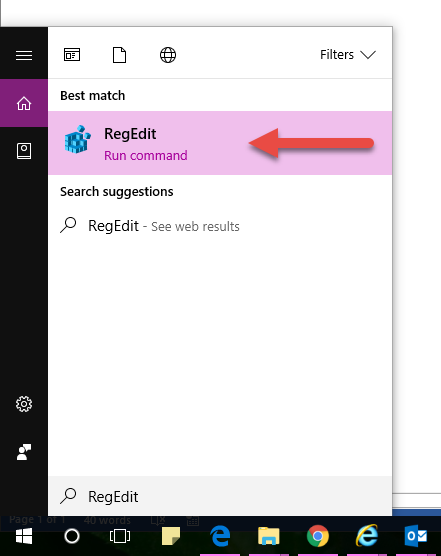 Filters
Best match
RegEdit
Run command
Search suggestions
RegEdit - See web results
RegEdit
Page 1 of 1 40 words